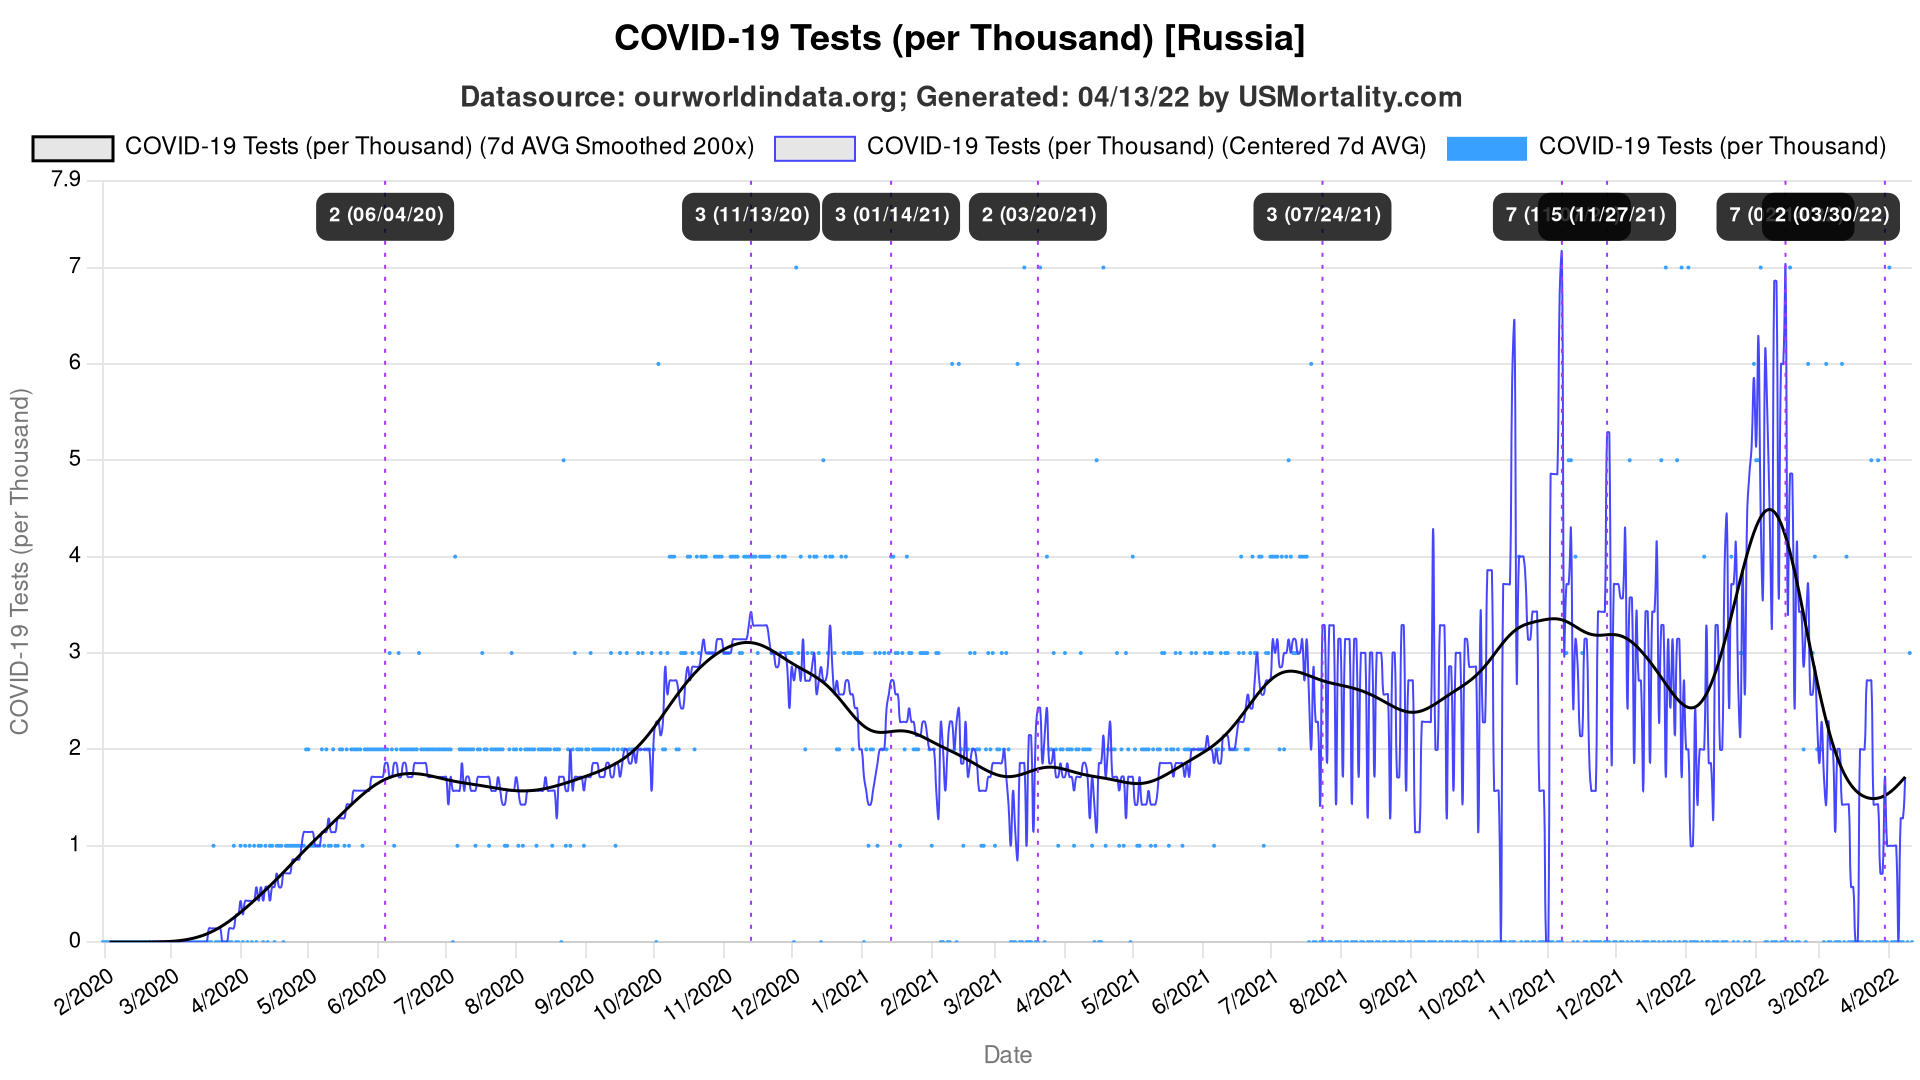 COVID-19 Tests (per Thousand) [Russia]
Datasource: ourworldindata.org; Generated: 04/13/22 by USMortality.com
COVID-19 Tests (per Thousand) (7d AVG Smoothed 200x) COVID-19 Tests (per Thousand) (Centered 7d AVG) COVID-19 Tests (per Thousand)
2 (06/04/20) 3 (11/13/20) 3 (01/14/21) 2 (03/20/21) 3 (07/24/21) 7 (1 5 (11/27/21) 7 (0 2 (03/30/22)
7.9
7
6
5
4
3
2
1
0
COVID-19 Tests (per Thousand)
2/2020 3/2020 4/2020 5/2020 6/2020 7/2020 8/2020 9/2020 10/2020 11/2020 12/2020 1/2021 2/2021 3/2021 4/2021 5/2021 6/2021 7/2021 8/2021 9/2021 10/2021 11/2021 12/2021 1/2022 2/2022 3/2022 4/2022
Date